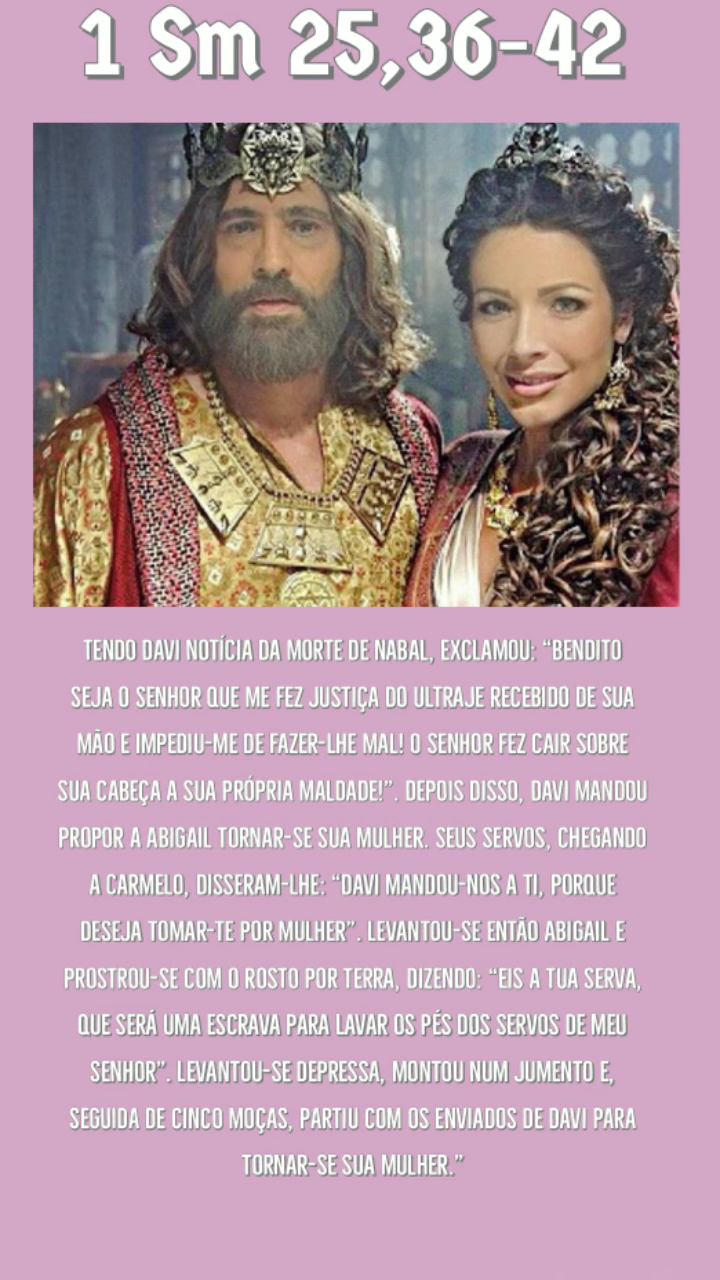 1 Sm 25,36-42
TENDO DAVI NOTÍCIA DA MORTE DE NABAL, EXCLAMOU: “BENDITO
SEJA O SENHOR QUE ME FEZ JUSTIÇA DO ULTRAJE RECEBIDO DE SUA
MÃO E IMPEDIU-ME DE FAZER-LHE MAL! O SENHOR FEZ CAIR SOBRE
SUA CABEÇA A SUA PRÓPRIA MALDADE!”. DEPOIS DISSO, DAVI MANDOU
PROPOR A ABIGAIL TORNAR-SE SUA MULHER. SEUS SERVOS, CHEGANDO
A CARMELO, DISSERAM-LHE: “DAVI MANDOU-NOS A TI, PORQUE
DESEJA TOMAR-TE POR MULHER”. LEVANTOU-SE ENTÃO ABIGAIL E
PROSTROU-SE COM O ROSTO POR TERRA, DIZENDO: “EIS A TUA SERVA,
QUE SERÁ UMA ESCRAVA PARA LAVAR OS PÉS DOS SERVOS DE MEU
SENHOR”. LEVANTOU-SE DEPRESSA, MONTOU NUM JUMENTO E,
SEGUIDA DE CINCO MOÇAS, PARTIU COM OS ENVIADOS DE DAVI PARA
TORNAR-SE SUA MULHER.”